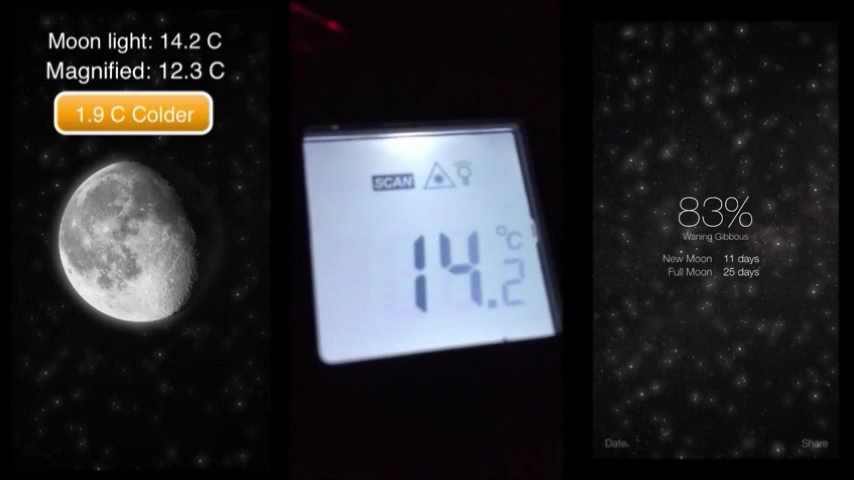 Moon light: 14.2 C
Magnified: 12.3 C
1.9 C Colder
SCAN
°C
14.2
83%
Waning Gibbous
New Moon 11 days
Full Moon 25 days
Date
Share